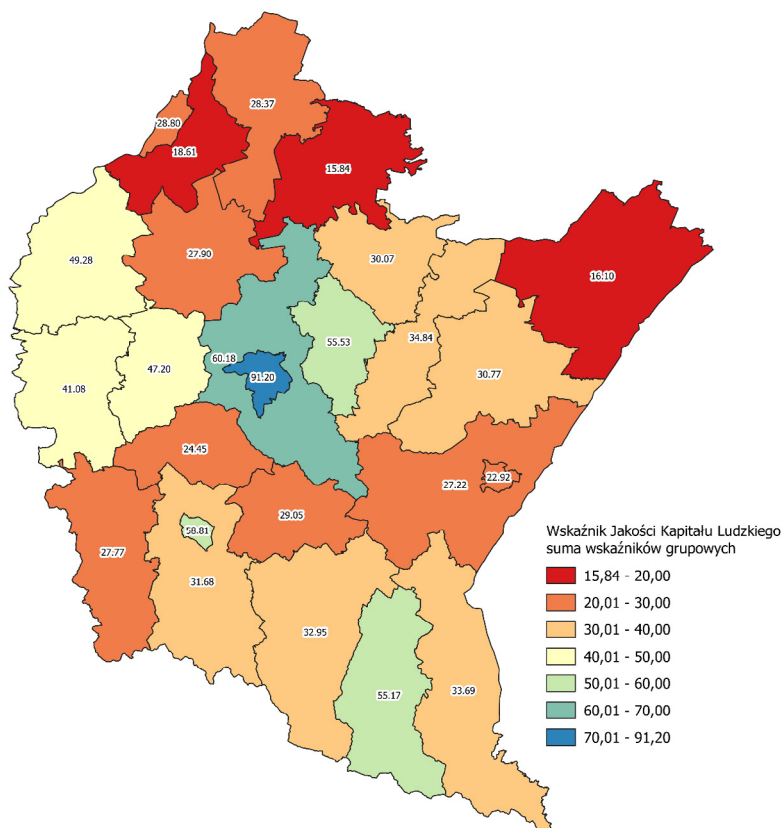 28.37
28.80
18.61
15.84
49.28
27.90
30.07
16.10
34.84
55.53
30.77
60.18
47.20
91.20
41.08
24.45
22.92
27.22
29.05
58.81
27.77
31.68
32.95
55.17
33.69
Wskaźnik Jakości Kapitału Ludzkiego
suma wskaźników grupowych
15,84 - 20,00
20,01 - 30,00
30,01 - 40,00
40,01 - 50,00
50,01 - 60,00
60,01 - 70,00
70,01 - 91,20